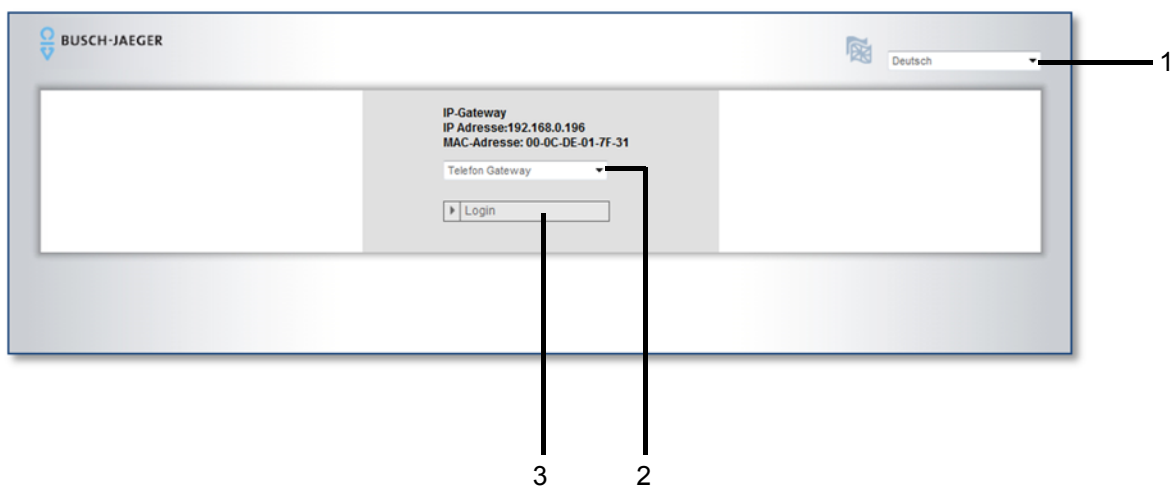 BUSCH-JAEGER
Deutsch
1
IP-Gateway
IP Adresse:192.168.0.196
MAC-Adresse: 00-0C-DE-01-7F-31
Telefon Gateway
Login
3
2